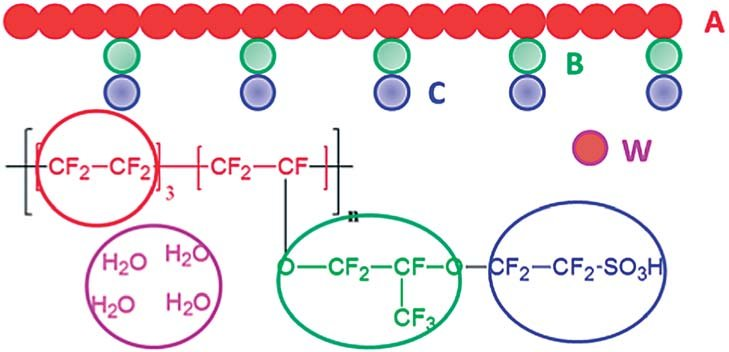 A
B
C
W
[[CF₂—CF₂]₃—[CF₂—CF]]n
H₂O H₂O
H₂O H₂O
O—CF₂—CF—O—CF₂—CF₂-SO₃H
CF₃